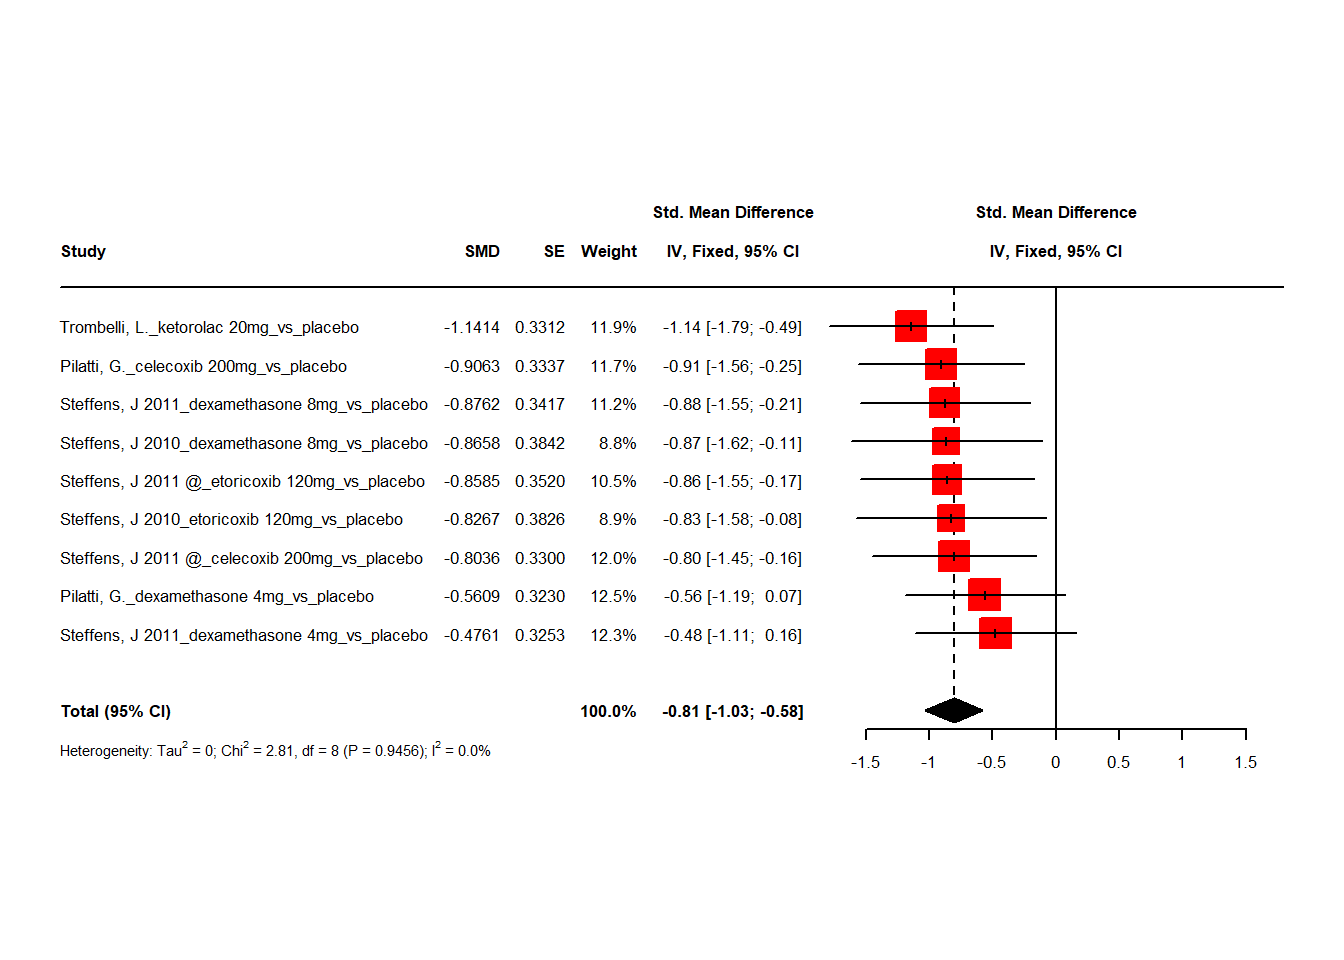 Std. Mean Difference Std. Mean Difference
Study SMD SE Weight IV, Fixed, 95% CI IV, Fixed, 95% CI
Trombelli, L._ketorolac 20mg_vs_placebo -1.1414 0.3312 11.9% -1.14 [-1.79; -0.49]
Pilatti, G._celecoxib 200mg_vs_placebo -0.9063 0.3337 11.7% -0.91 [-1.56; -0.25]
Steffens, J 2011_dexamethasone 8mg_vs_placebo -0.8762 0.3417 11.2% -0.88 [-1.55; -0.21]
Steffens, J 2010_dexamethasone 8mg_vs_placebo -0.8658 0.3842 8.8% -0.87 [-1.62; -0.11]
Steffens, J 2011 @_etoricoxib 120mg_vs_placebo -0.8585 0.3520 10.5% -0.86 [-1.55; -0.17]
Steffens, J 2010_etoricoxib 120mg_vs_placebo -0.8267 0.3826 8.9% -0.83 [-1.58; -0.08]
Steffens, J 2011 @_celecoxib 200mg_vs_placebo -0.8036 0.3300 12.0% -0.80 [-1.45; -0.16]
Pilatti, G._dexamethasone 4mg_vs_placebo -0.5609 0.3230 12.5% -0.56 [-1.19; 0.07]
Steffens, J 2011_dexamethasone 4mg_vs_placebo -0.4761 0.3253 12.3% -0.48 [-1.11; 0.16]
Total (95% CI) 100.0% -0.81 [-1.03; -0.58]
Heterogeneity: Tau² = 0; Chi² = 2.81, df = 8 (P = 0.9456); I² = 0.0%
-1.5 -1 -0.5 0 0.5 1 1.5